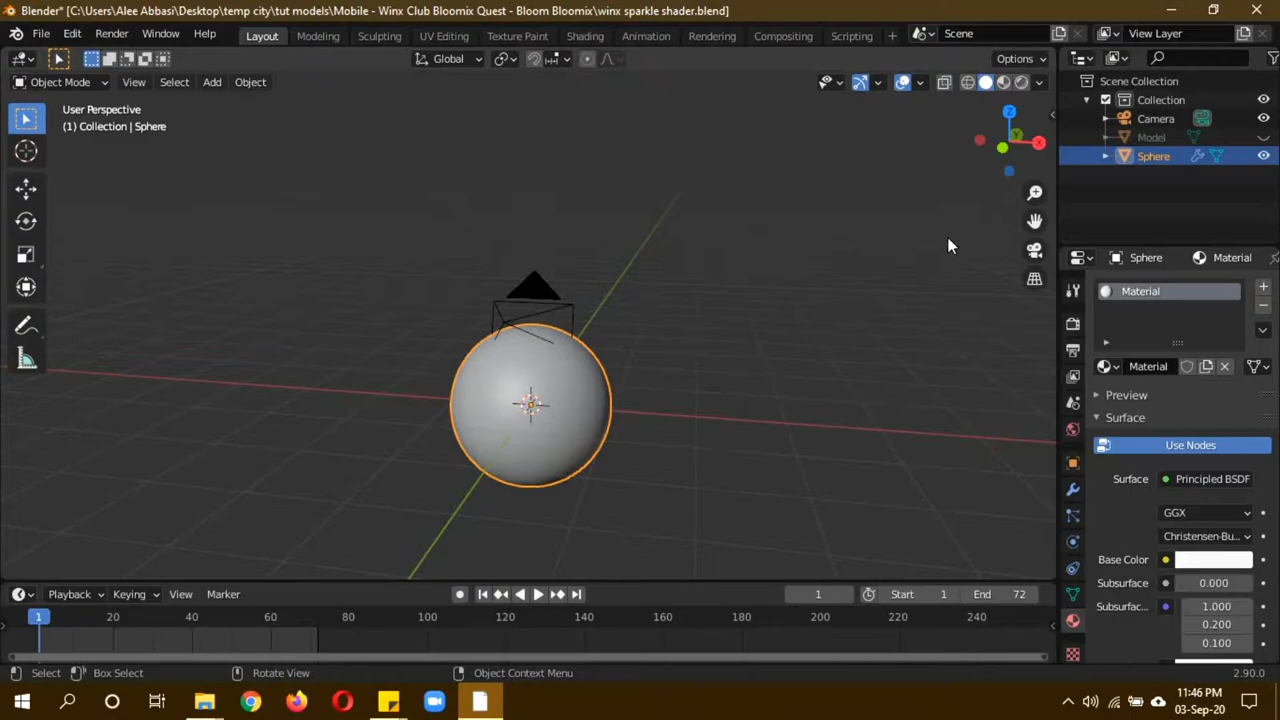 Blender* [C:\Users\Alee Abbasi\Desktop\temp city\tut models\Mobile - Winx Club Bloomix Quest - Bloom Bloomix\winx sparkle shader.blend]
File Edit Render Window Help Layout Modeling Sculpting UV Editing Texture Paint Shading Animation Rendering Compositing Scripting + Scene View Layer
Global Options
Object Mode View Select Add Object
User Perspective
(1) Collection | Sphere
Z
Y
X
Scene Collection
Collection
Camera
Model
Sphere
Sphere Material
Material
Material
Preview
Surface
Use Nodes
Surface Principled BSDF
GGX
Christensen-Bu...
Base Color
Subsurface 0.000
Subsurfac... 1.000
0.200
0.100
Playback Keying View Marker 1 Start 1 End 72
1 20 40 60 80 100 120 140 160 180 200 220 240
Select Box Select Rotate View Object Context Menu 2.90.0
11:46 PM
03-Sep-20